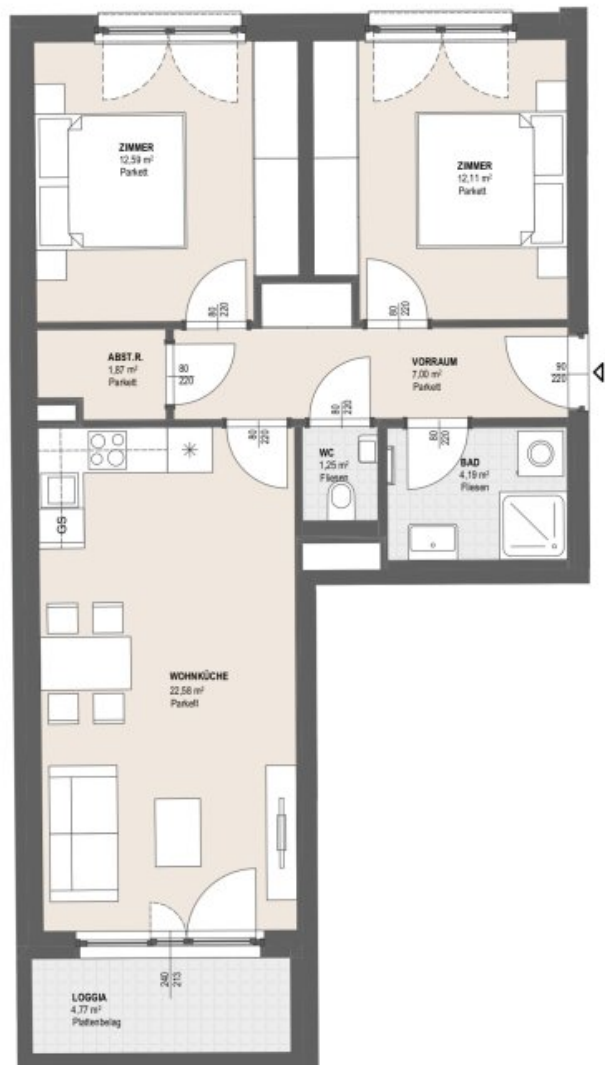 ZIMMER
12,59 m²
Parkett
ZIMMER
12,11 m²
Parkett
80
220
80
220
ABST.R.
1,87 m²
Parkett
80
220
VORRAUM
7,00 m²
Parkett
90
220
80
220
80
220
80
220
WC
1,25 m²
Fliesen
BAD
4,19 m²
Fliesen
GS
WOHNKÜCHE
22,58 m²
Parkett
240
213
LOGGIA
4,77 m²
Plattenbelag